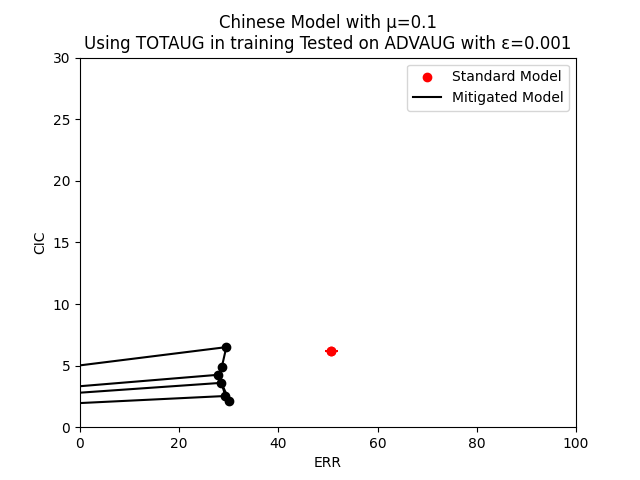 Chinese Model with μ=0.1
Using TOTAUG in training Tested on ADVAUG with ε=0.001
30
25
20
15
10
5
0
CIC
Standard Model
Mitigated Model
0
20
40
60
80
100
ERR